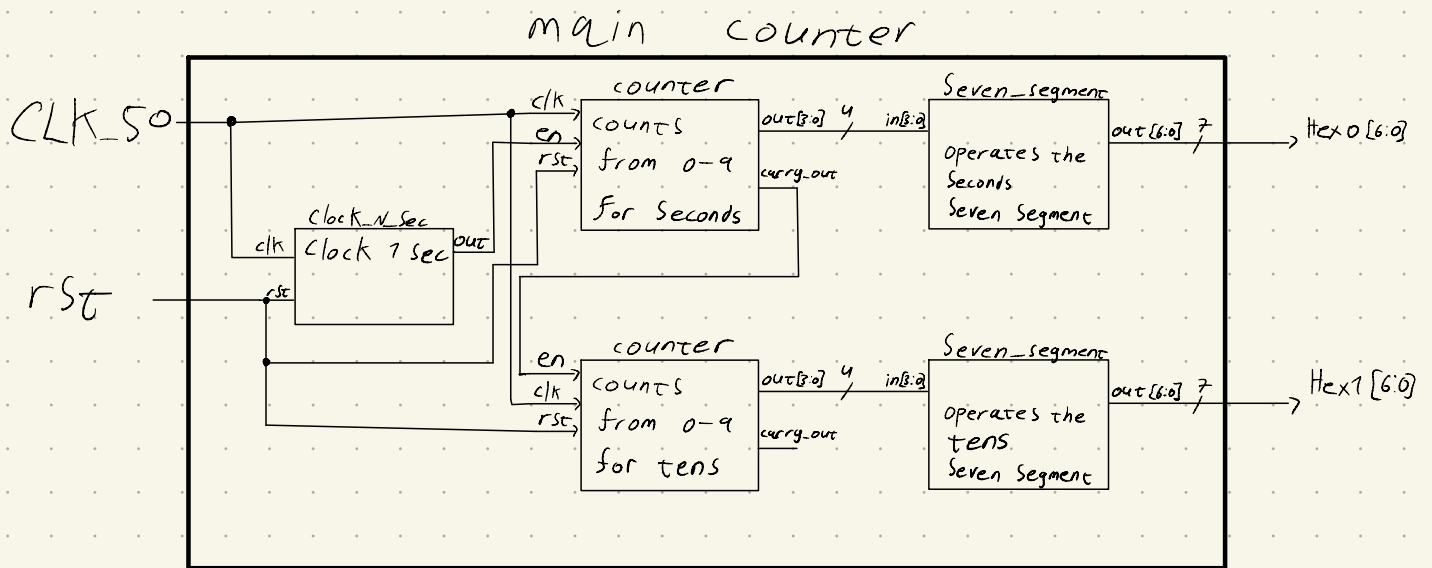 main counter
CLK_50
rst
Clock_N_Sec
clk
rst
Clock 1 sec
out
counter
clk
en
rst
counts
from 0-9
for seconds
out[3:0]
4
carry_out
Seven_segment
in[3:0]
operates the
seconds
Seven Segment
out[6:0]
7
Hex0[6:0]
counter
en
clk
rst
counts
from 0-9
for tens
out[3:0]
4
carry_out
Seven_segment
in[3:0]
operates the
tens
Seven Segment
out[6:0]
7
Hex1[6:0]